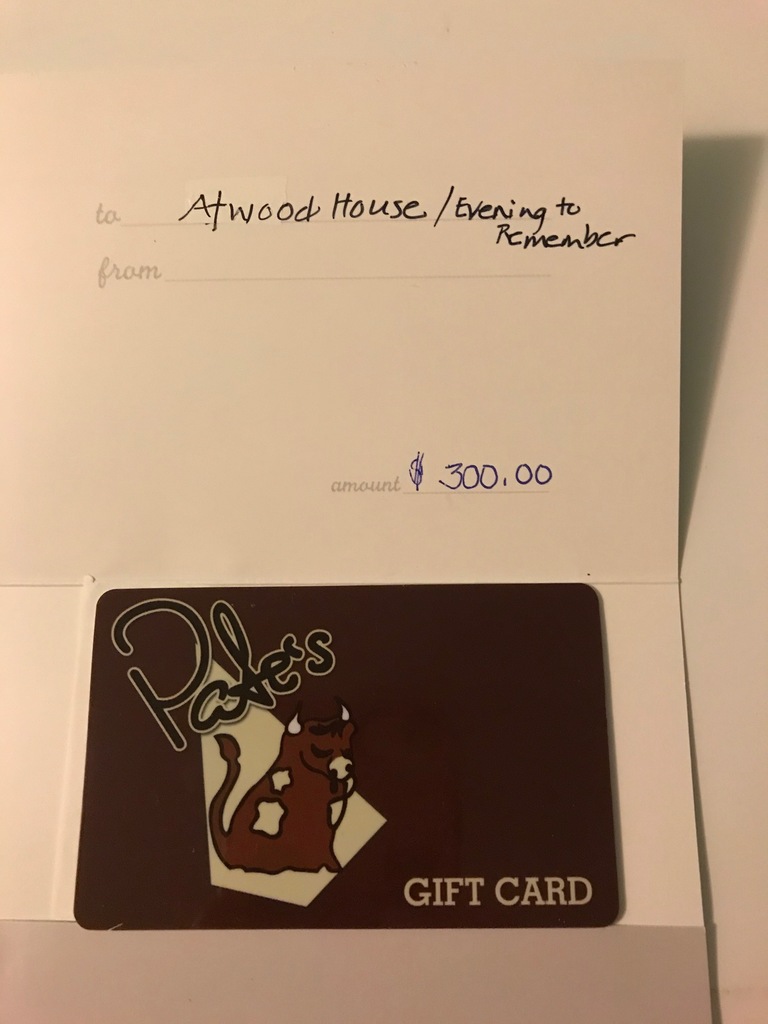 to Atwood House / Evening to
Remember
from
amount $ 300.00
Pate's
GIFT CARD